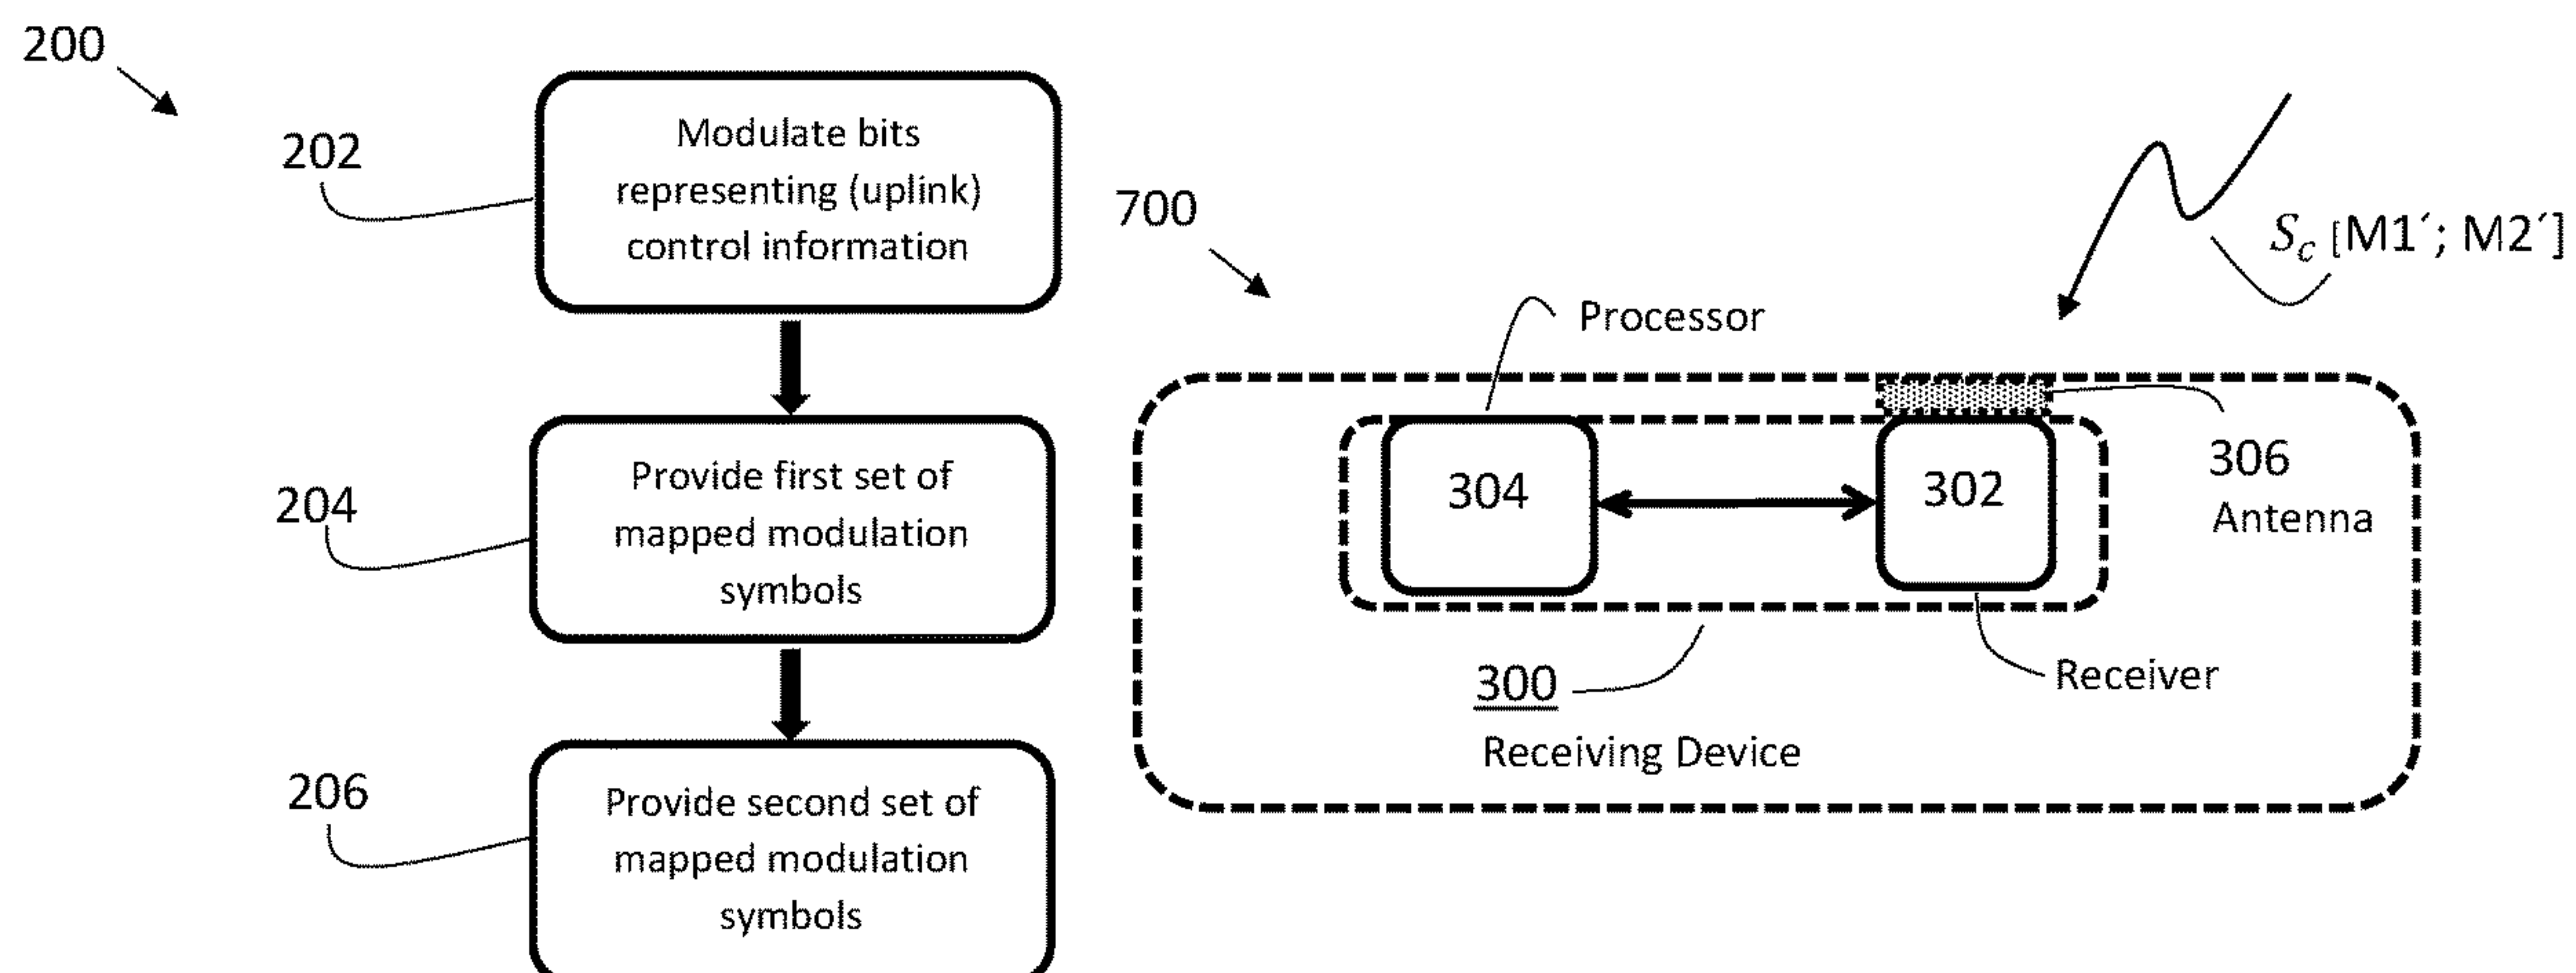 200
202
Modulate bits
representing (uplink)
control information
204
Provide first set of
mapped modulation
symbols
206
Provide second set of
mapped modulation
symbols
700
S_c [M1´; M2´]
Processor
304
302
306
Antenna
300
Receiving Device
Receiver